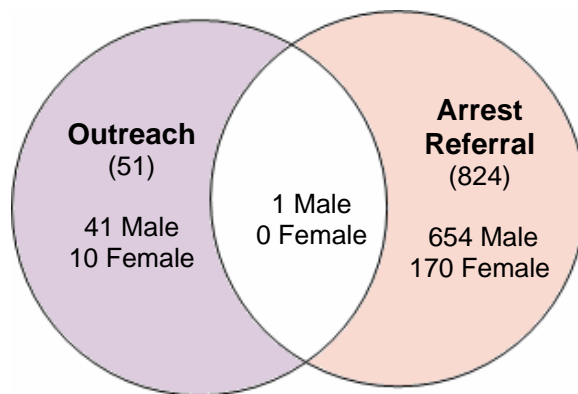 Outreach
(51)
41 Male
10 Female
1 Male
0 Female
Arrest
Referral
(824)
654 Male
170 Female